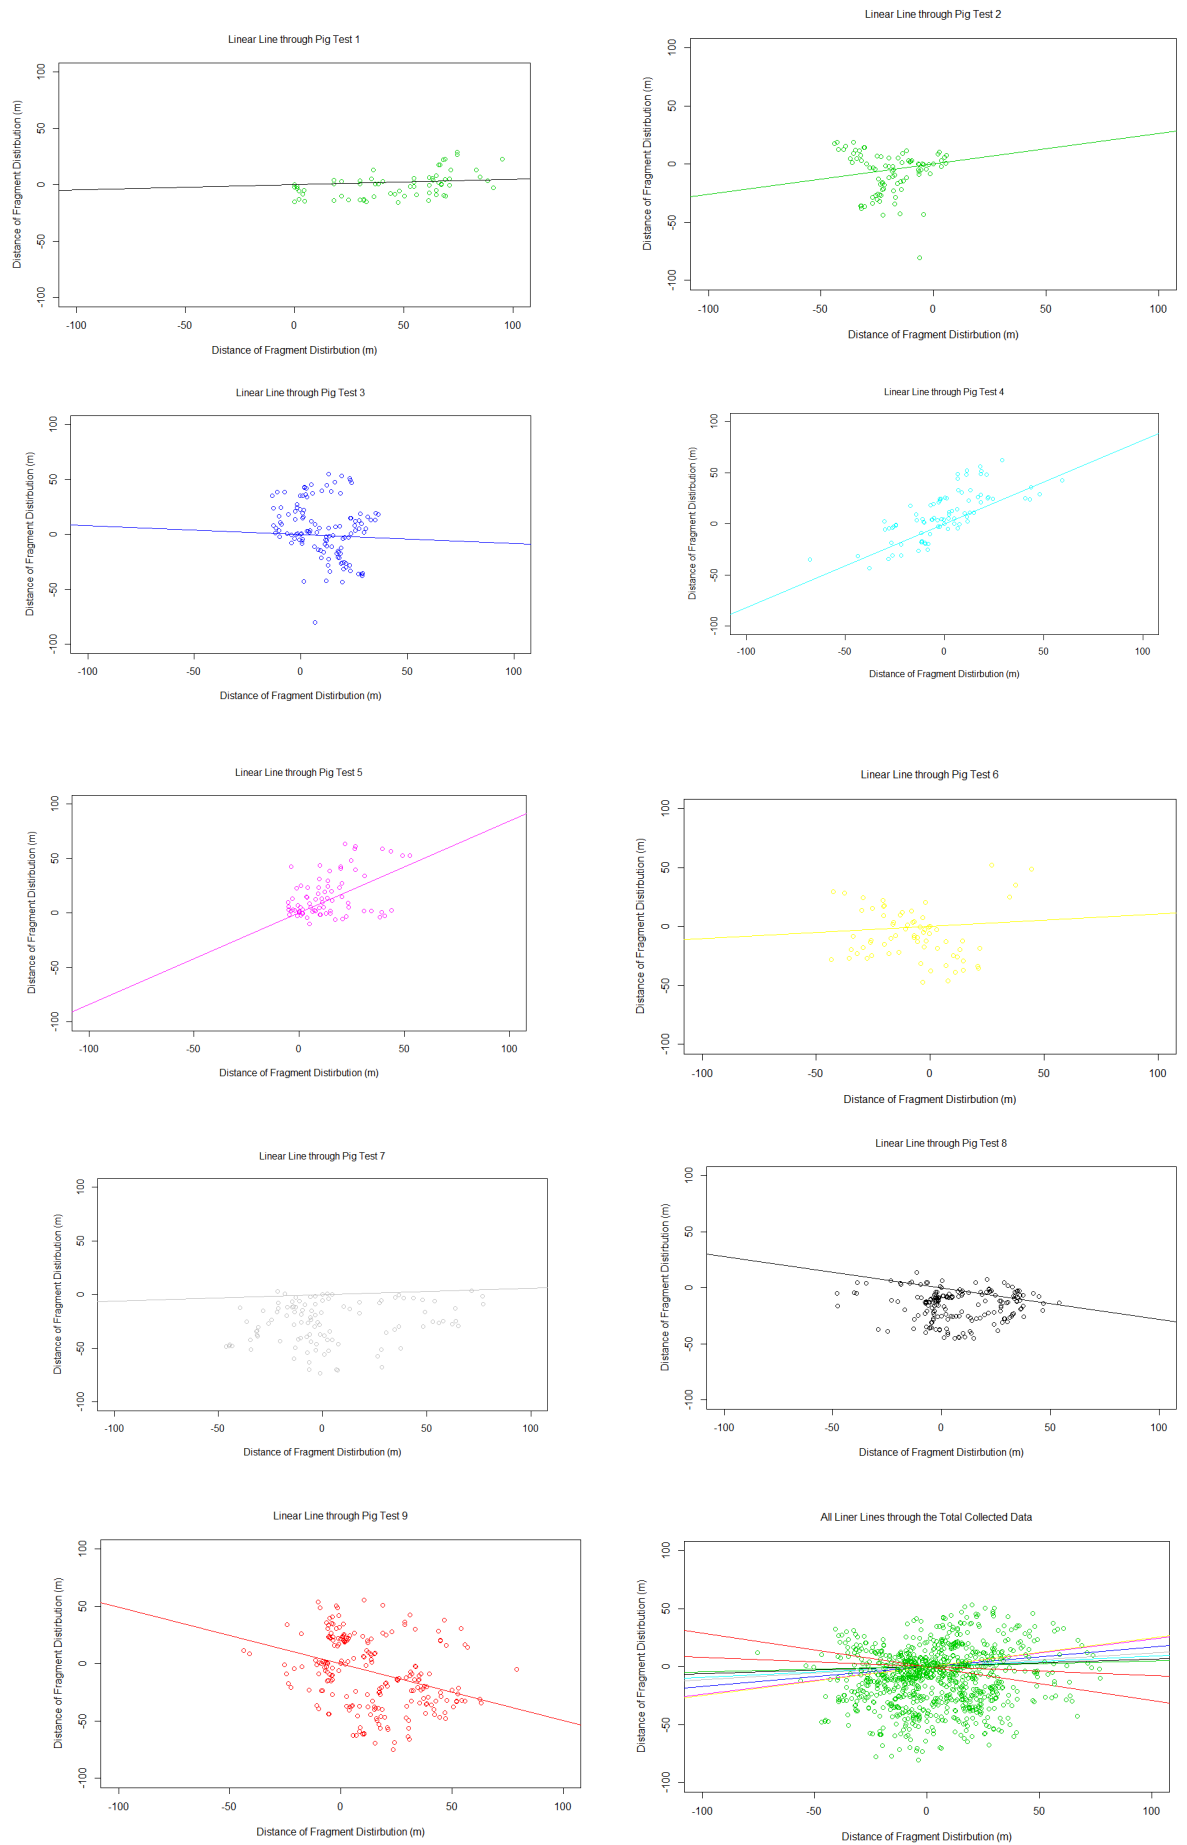 Linear Line through Pig Test 1
Distance of Fragment Distirbution (m)
100
50
0
-50
-100
-100 -50 0 50 100
Distance of Fragment Distirbution (m)
Linear Line through Pig Test 2
Distance of Fragment Distirbution (m)
100
50
0
-50
-100
-100 -50 0 50 100
Distance of Fragment Distirbution (m)
Linear Line through Pig Test 3
Distance of Fragment Distirbution (m)
100
50
0
-50
-100
-100 -50 0 50 100
Distance of Fragment Distirbution (m)
Linear Line through Pig Test 4
Distance of Fragment Distirbution (m)
100
50
0
-50
-100
-100 -50 0 50 100
Distance of Fragment Distirbution (m)
Linear Line through Pig Test 5
Distance of Fragment Distirbution (m)
100
50
0
-50
-100
-100 -50 0 50 100
Distance of Fragment Distirbution (m)
Linear Line through Pig Test 6
Distance of Fragment Distirbution (m)
100
50
0
-50
-100
-100 -50 0 50 100
Distance of Fragment Distirbution (m)
Linear Line through Pig Test 7
Distance of Fragment Distirbution (m)
100
50
0
-50
-100
-100 -50 0 50 100
Distance of Fragment Distirbution (m)
Linear Line through Pig Test 8
Distance of Fragment Distirbution (m)
100
50
0
-50
-100
-100 -50 0 50 100
Distance of Fragment Distirbution (m)
Linear Line through Pig Test 9
Distance of Fragment Distirbution (m)
100
50
0
-50
-100
-100 -50 0 50 100
Distance of Fragment Distirbution (m)
All Liner Lines through the Total Collected Data
Distance of Fragment Distirbution (m)
100
50
0
-50
-100
-100 -50 0 50 100
Distance of Fragment Distirbution (m)